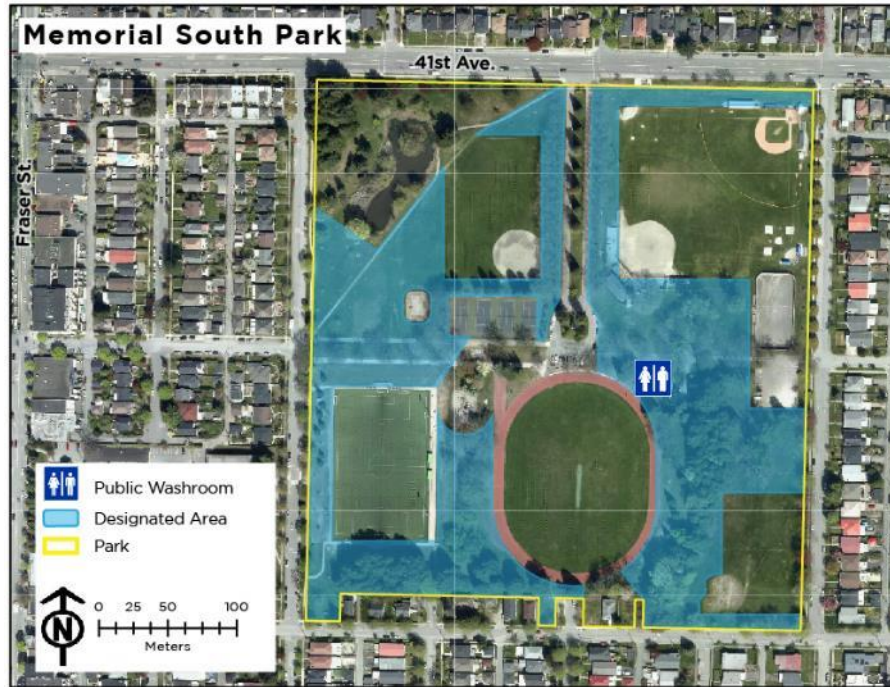 Memorial South Park
41st Ave.
Fraser St.
Public Washroom
Designated Area
Park
N
0 25 50 100
Meters